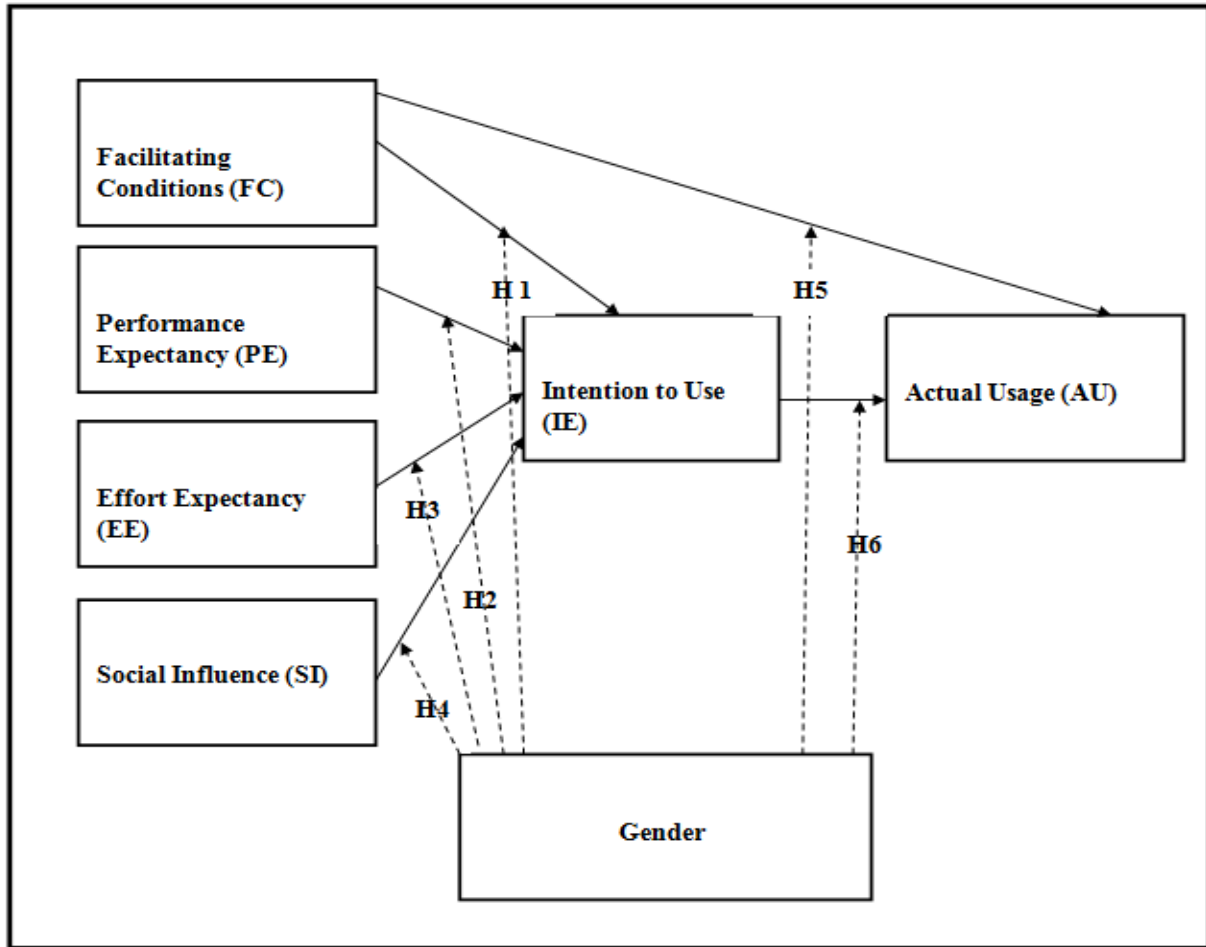 Facilitating
Conditions (FC)
H 1
H5
Performance
Expectancy (PE)
Intention to Use
(IE)
Actual Usage (AU)
Effort Expectancy
(EE)
H3
H6
H2
Social Influence (SI)
H4
Gender